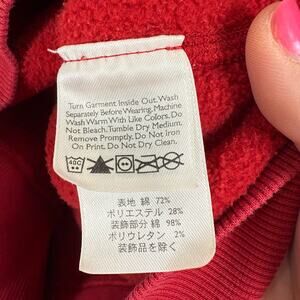 Turn Garment Inside Out. Wash
Separately Before Wearing. Machine
Wash Warm With Like Colors. Do
Not Bleach. Tumble Dry Medium.
Remove Promptly. Do Not Iron
On Print. Do Not Dry Clean.
40C
表地 綿 72%
ポリエステル 28%
装飾部分 綿 98%
ポリウレタン 2%
装飾品を除く